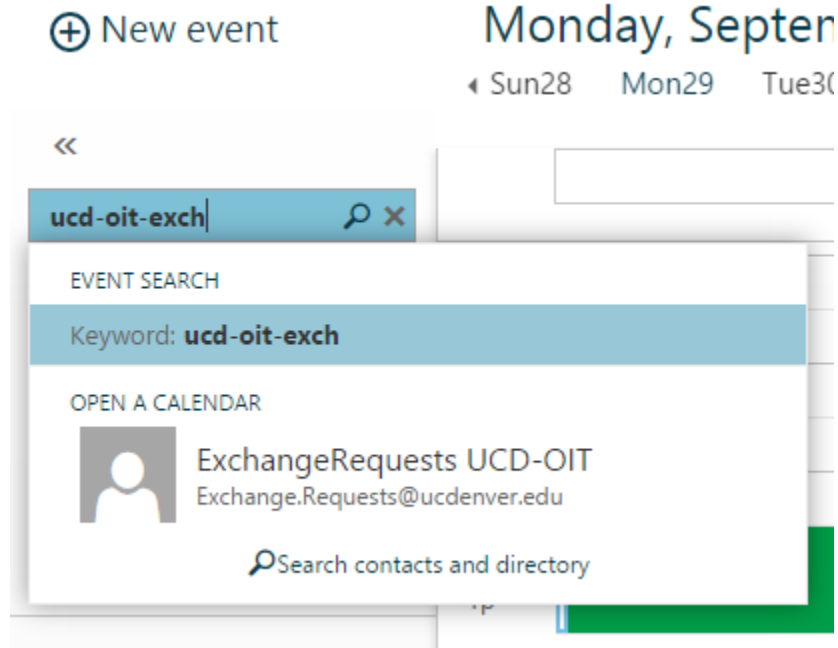 New event
Monday, Septem
Sun28 Mon29 Tue30
«
ucd-oit-exch
EVENT SEARCH
Keyword: ucd-oit-exch
OPEN A CALENDAR
ExchangeRequests UCD-OIT
Exchange.Requests@ucdenver.edu
Search contacts and directory